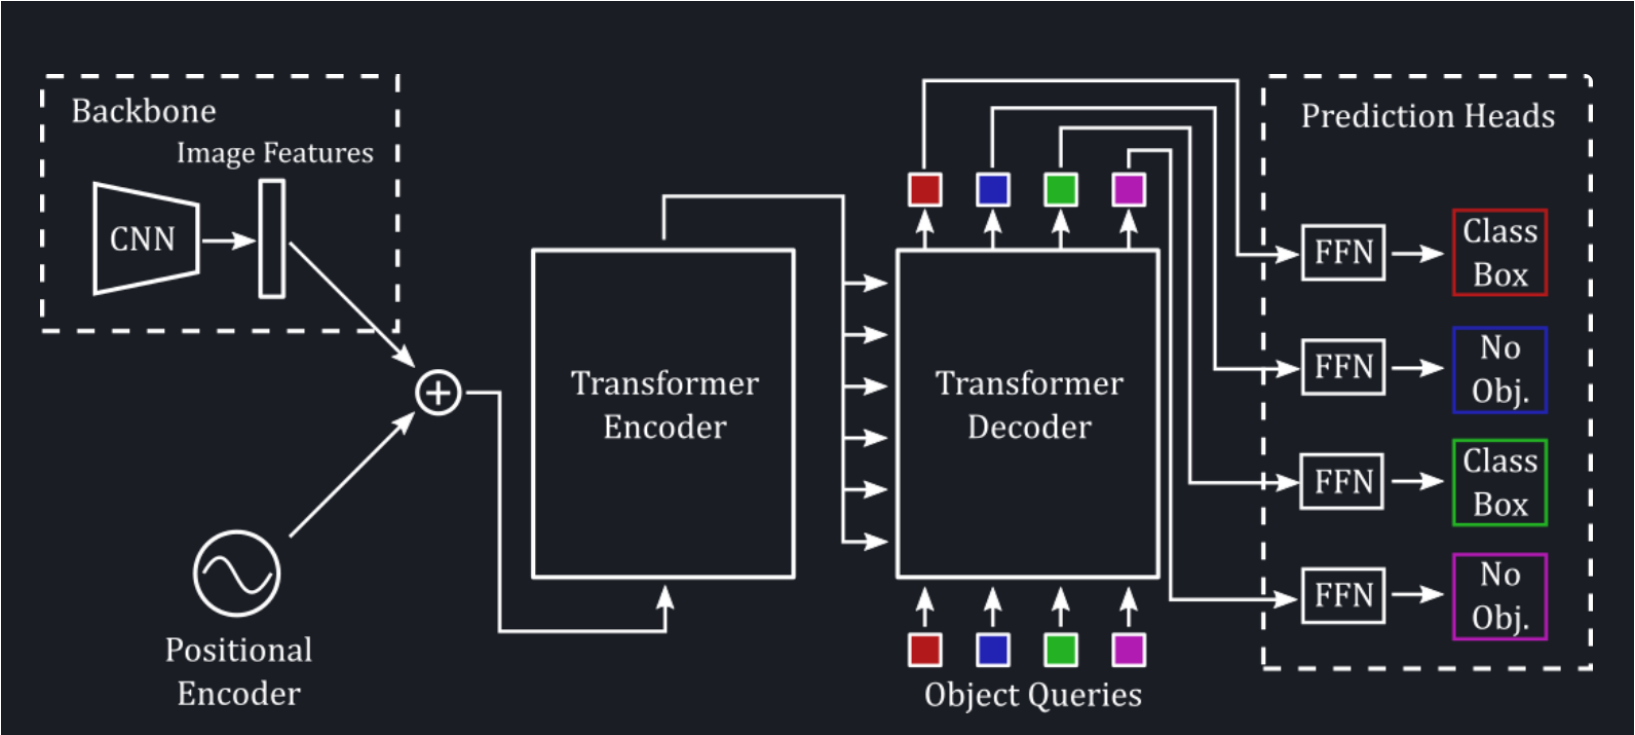 Backbone
Image Features
CNN
Positional
Encoder
Transformer
Encoder
Transformer
Decoder
Object Queries
Prediction Heads
FFN
Class
Box
FFN
No
Obj.
FFN
Class
Box
FFN
No
Obj.